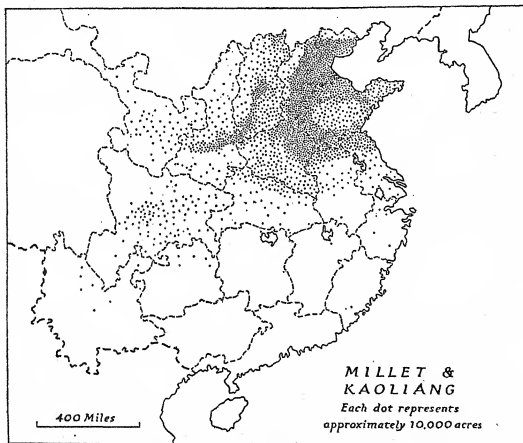 MILLET &
KAOLIANG
Each dot represents
approximately 10,000 acres
400 Miles